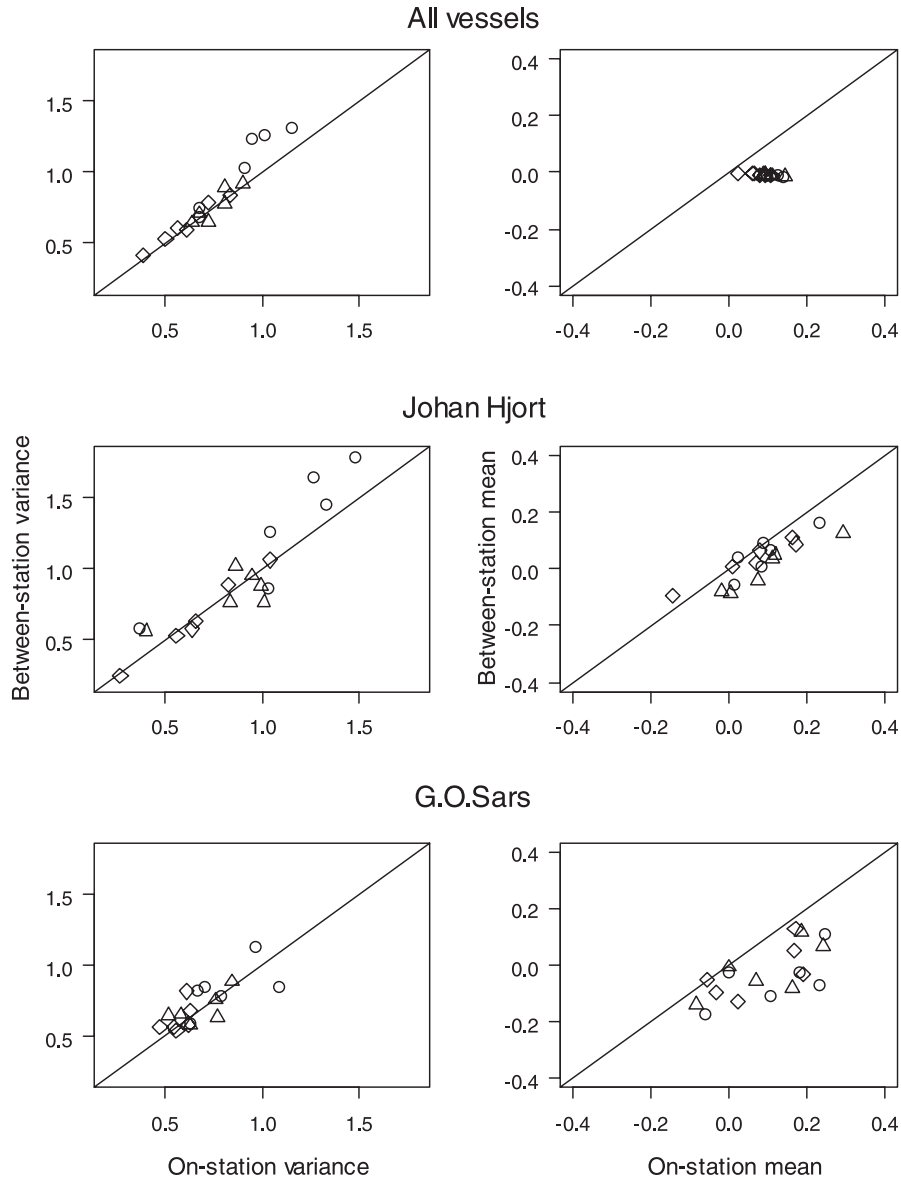 All vessels
1.5
1.0
0.5
0.5 1.0 1.5
0.4
0.2
0.0
-0.2
-0.4
-0.4 -0.2 0.0 0.2 0.4
Johan Hjort
Between-station variance
1.5
1.0
0.5
0.5 1.0 1.5
Between-station mean
0.4
0.2
0.0
-0.2
-0.4
-0.4 -0.2 0.0 0.2 0.4
G.O.Sars
1.5
1.0
0.5
0.5 1.0 1.5
On-station variance
0.4
0.2
0.0
-0.2
-0.4
-0.4 -0.2 0.0 0.2 0.4
On-station mean